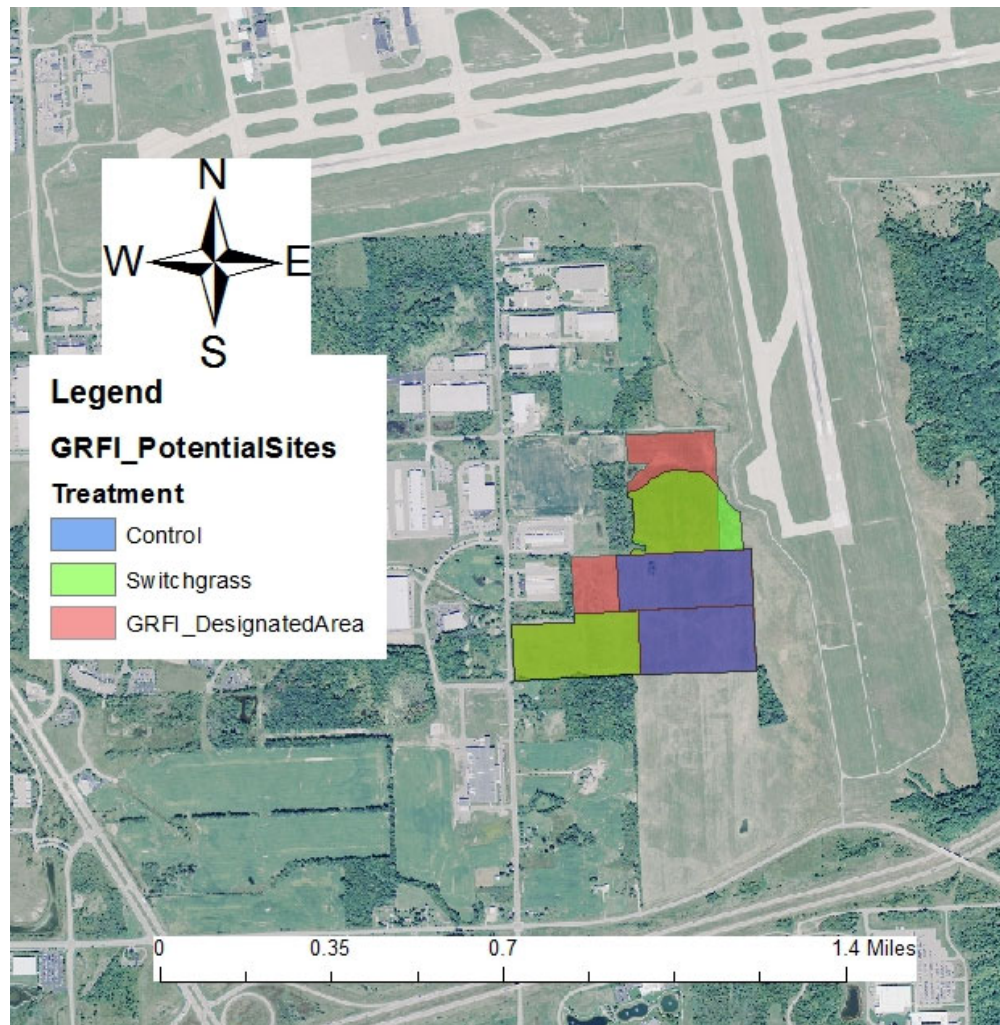 N
W E
S
Legend
GRFI_PotentialSites
Treatment
Control
Switchgrass
GRFI_DesignatedArea
0 0.35 0.7 1.4 Miles